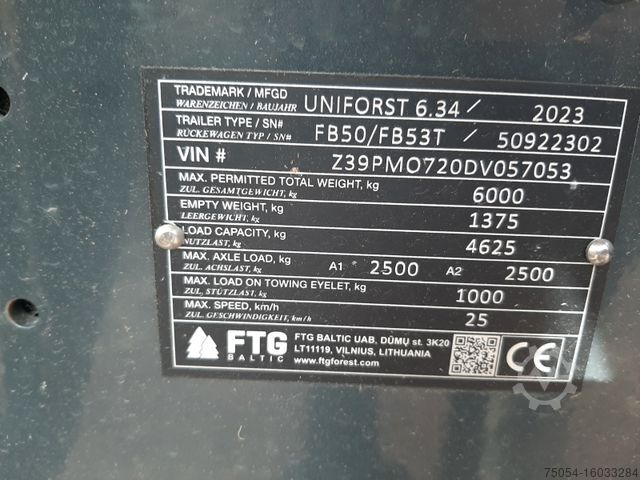 TRADEMARK / MFGD
WARENZEICHEN / BAUJAHR UNIFORST 6.34 / 2023
TRAILER TYPE / SN#
RÜCKEWAGEN TYP / SN# FB50/FB53T / 50922302
VIN # Z39PMO720DV057053
MAX. PERMITTED TOTAL WEIGHT, kg
ZUL. GESAMTGEWICHT, kg 6000
EMPTY WEIGHT, kg
LEERGEWICHT, kg 1375
LOAD CAPACITY, kg
NUTZLAST, kg 4625
MAX. AXLE LOAD, kg
ZUL. ACHSLAST, kg A1 2500 A2 2500
MAX. LOAD ON TOWING EYELET, kg
ZUL. STÜTZLAST, kg 1000
MAX. SPEED, km/h
ZUL. GESCHWINDIGKEIT, km/h 25
FTG
BALTIC
FTG BALTIC UAB, DŪMŲ st. 3K20
LT11119, VILNIUS, LITHUANIA
www.ftgforest.com
CE
75054-16033284